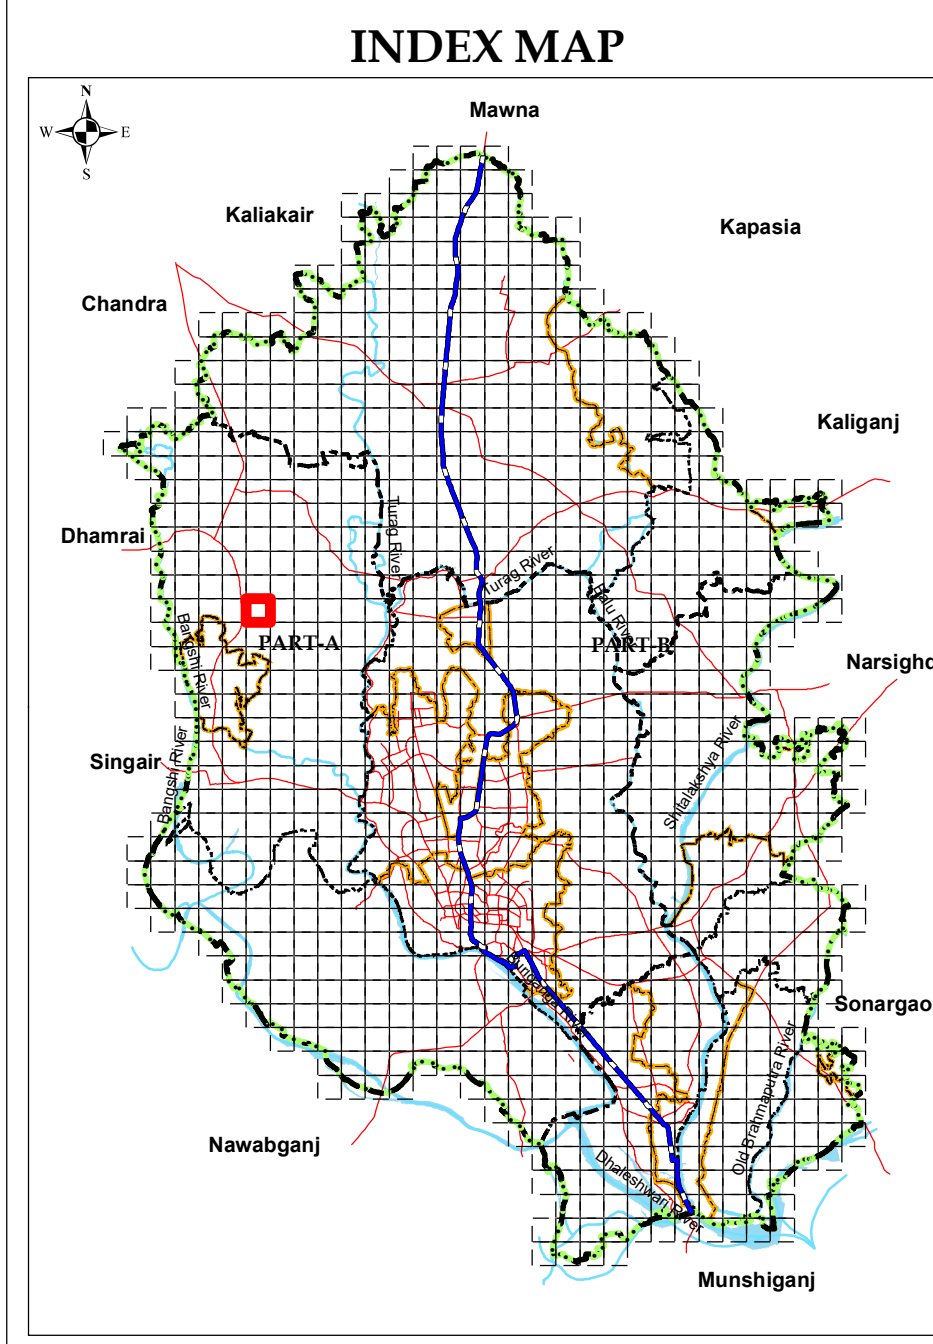 INDEX MAP
N
W E
S
Mawna
Kaliakair
Kapasia
Chandra
Kaliganj
Dhamrai
Turag River
Turag River
Balu River
PART-A
PART-B
Bangshi River
Narsighd
Singair
Bangshi River
Shitalakshya River
Buriganga River
Sonargao
Old Brahmaputra River
Nawabganj
Dhaleshwari River
Munshiganj